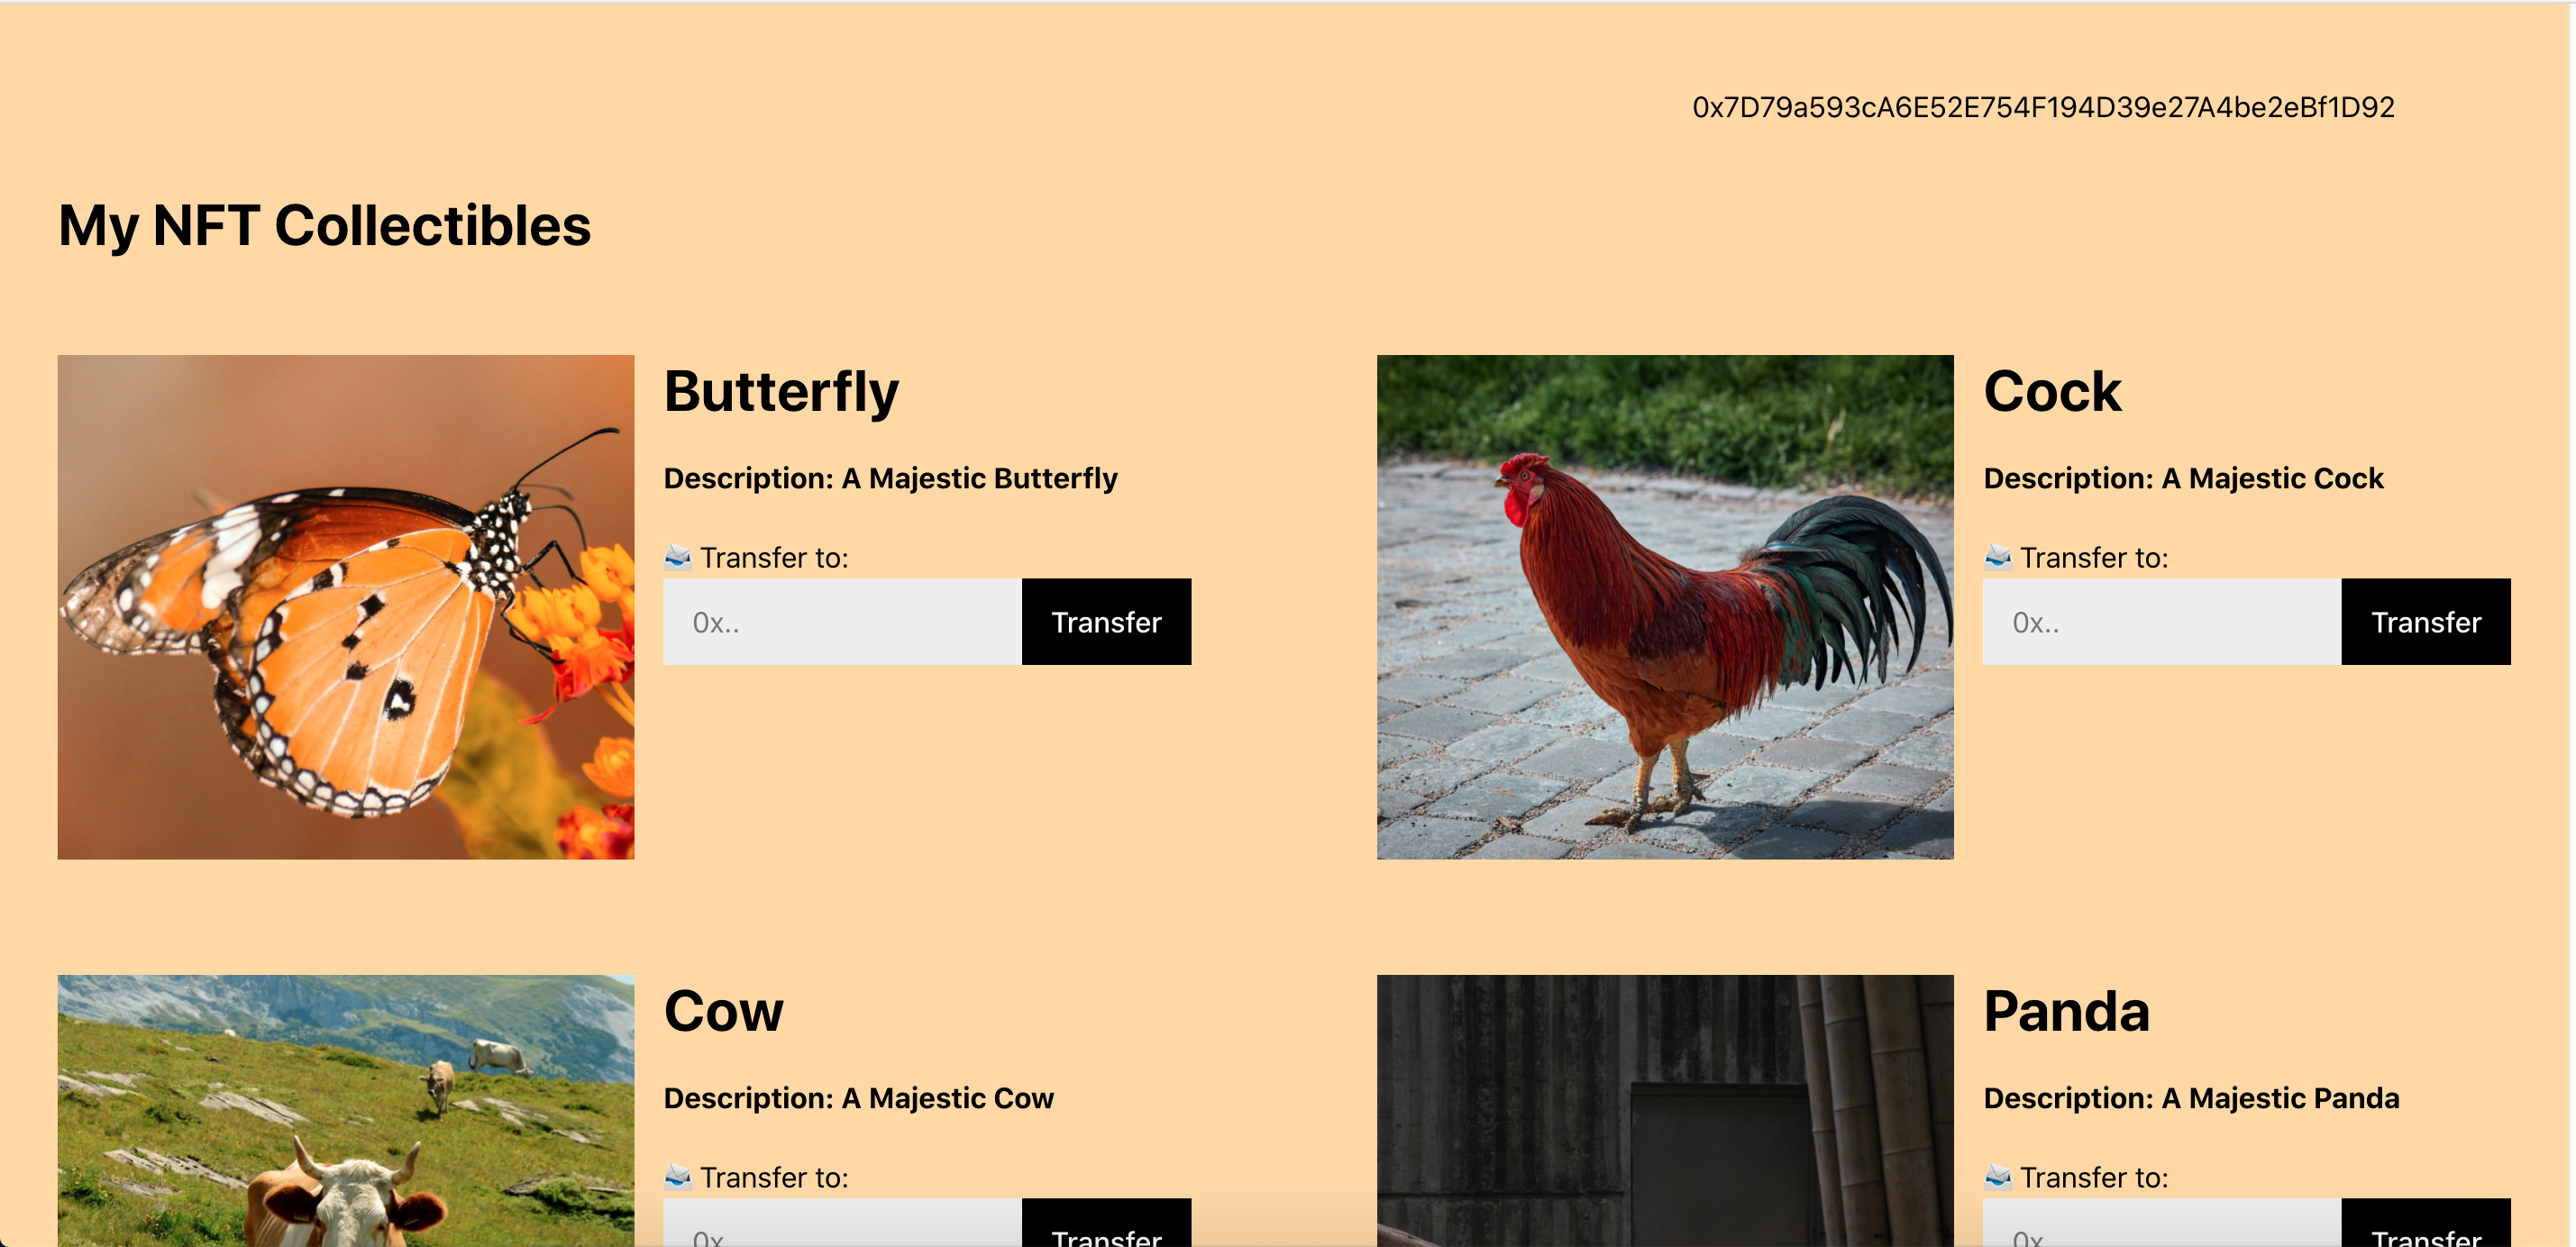 0x7D79a593cA6E52E754F194D39e27A4be2eBf1D92
My NFT Collectibles
Butterfly
Description: A Majestic Butterfly
Transfer to:
0x..
Transfer
Cock
Description: A Majestic Cock
Transfer to:
0x..
Transfer
Cow
Description: A Majestic Cow
Transfer to:
0x
Transfer
Panda
Description: A Majestic Panda
Transfer to:
0x
Transfer